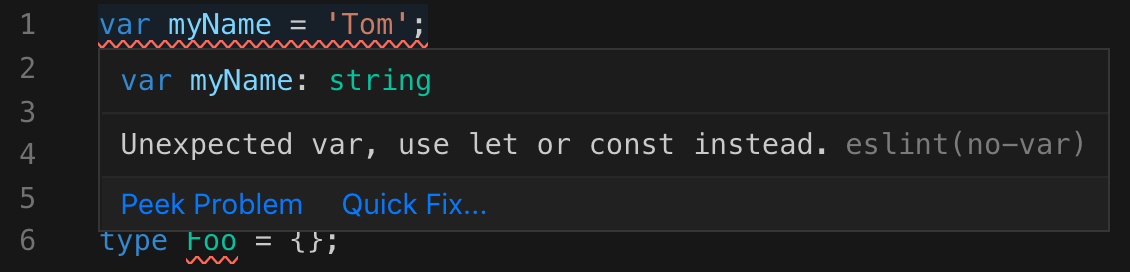 1 var myName = 'Tom';
2
var myName: string
3
4 Unexpected var, use let or const instead. eslint(no-var)
5 Peek Problem Quick Fix...
6 type Foo = {};